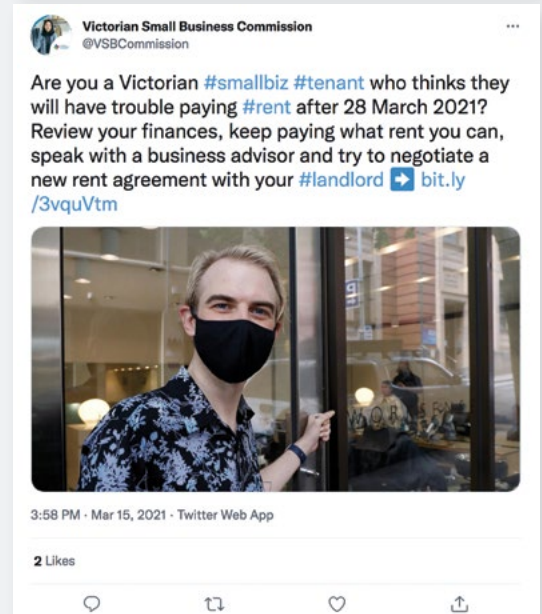 Victorian Small Business Commission
@VSBCommission
Are you a Victorian #smallbiz #tenant who thinks they
will have trouble paying #rent after 28 March 2021?
Review your finances, keep paying what rent you can,
speak with a business advisor and try to negotiate a
new rent agreement with your #landlord ➡ bit.ly
/3vquVtm
3:58 PM · Mar 15, 2021 · Twitter Web App
2 Likes